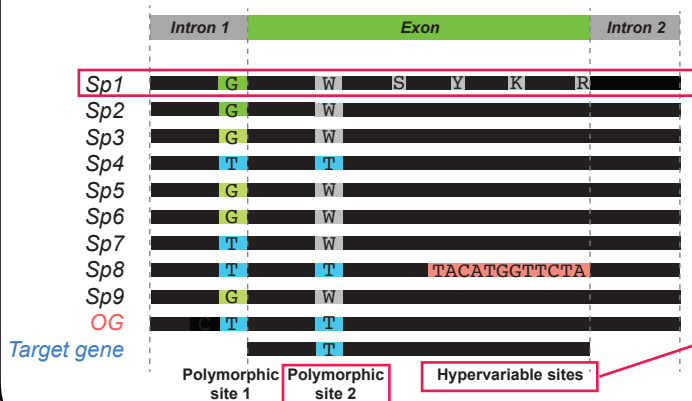 Intron 1 Exon Intron 2
Sp1 G W S Y K R
Sp2 G W
Sp3 G W
Sp4 T T
Sp5 G W
Sp6 G W
Sp7 T W
Sp8 T T TACATGGTTCTA
Sp9 G W
OG C T T
Target gene T
Polymorphic Polymorphic Hypervariable sites
site 1 site 2